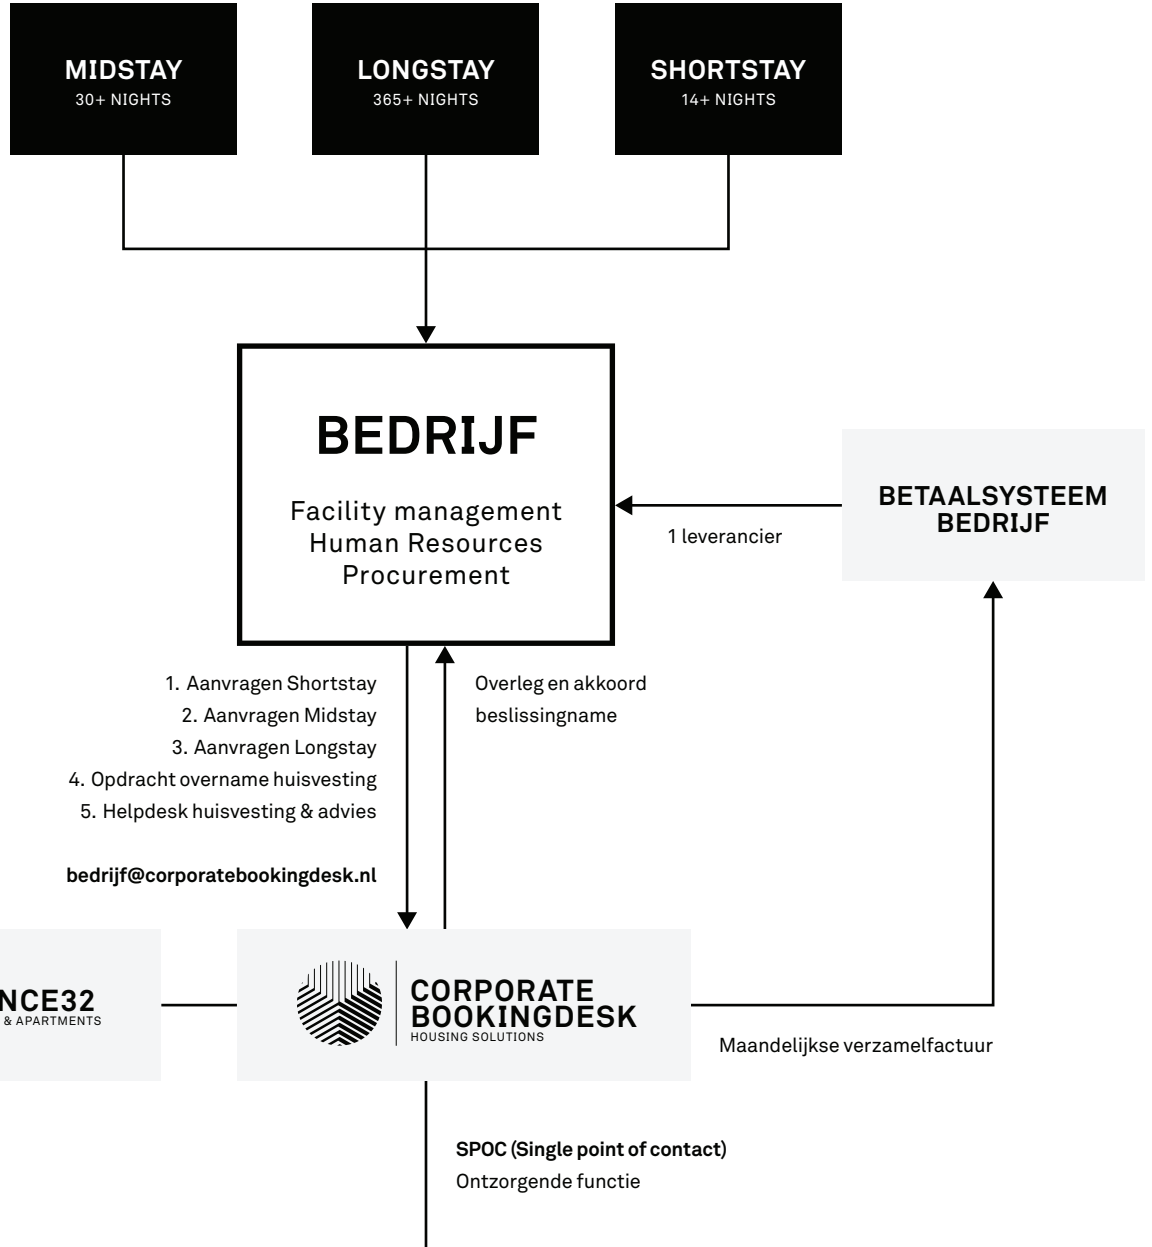 MIDSTAY
30+ NIGHTS
LONGSTAY
365+ NIGHTS
SHORTSTAY
14+ NIGHTS
BEDRIJF
Facility management
Human Resources
Procurement
BETAALSYSTEEM
BEDRIJF
1 leverancier
1. Aanvragen Shortstay
2. Aanvragen Midstay
3. Aanvragen Longstay
4. Opdracht overname huisvesting
5. Helpdesk huisvesting & advies
bedrijf@corporatebookingdesk.nl
Overleg en akkoord
beslissingname
NCE32
& APARTMENTS
CORPORATE
BOOKINGDESK
HOUSING SOLUTIONS
Maandelijkse verzamelfactuur
SPOC (Single point of contact)
Ontzorgende functie